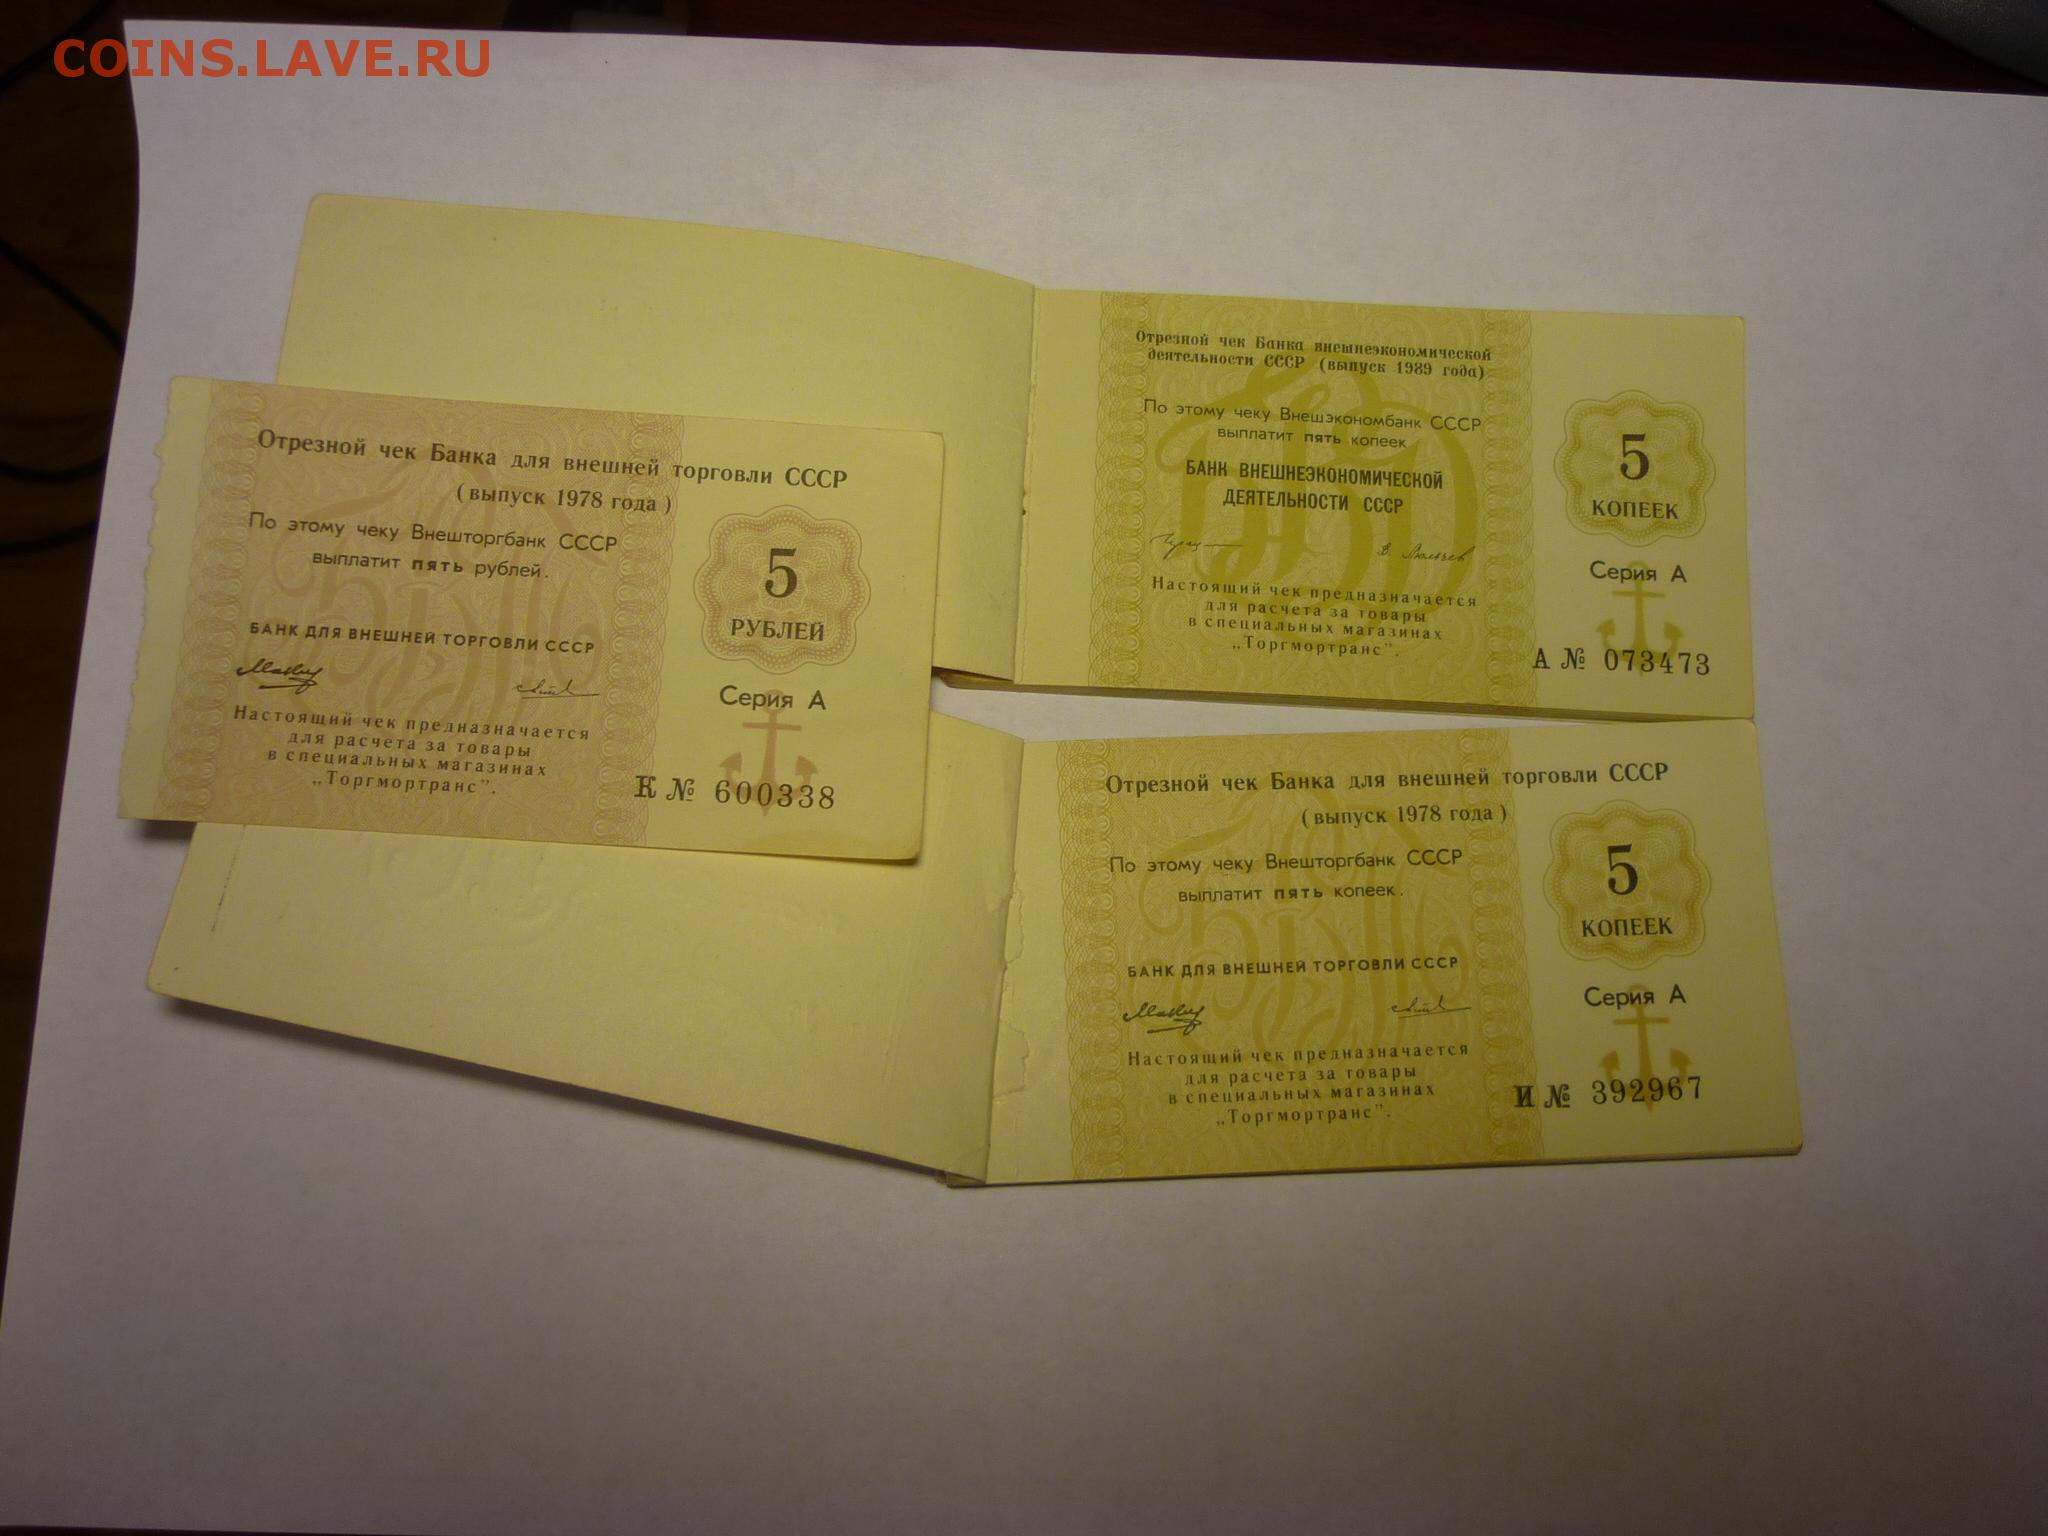 COINS.LAVE.RU
Отрезной чек Банка для внешней торговли СССР
(выпуск 1978 года)
По этому чеку Внешторгбанк СССР
выплатит пять рублей.
БАНК ДЛЯ ВНЕШНЕЙ ТОРГОВЛИ СССР
Настоящий чек предназначается
для расчета за товары
в специальных магазинах
„Торгмортранс".
5
РУБЛЕЙ
Серия А
К № 600338
Отрезной чек Банка внешнеэкономической
деятельности СССР (выпуск 1989 года)
По этому чеку Внешэкономбанк СССР
выплатит пять копеек
БАНК ВНЕШНЕЭКОНОМИЧЕСКОЙ
ДЕЯТЕЛЬНОСТИ СССР
Настоящий чек предназначается
для расчета за товары
в специальных магазинах
„Торгмортранс".
5
КОПЕЕК
Серия А
А № 073473
Отрезной чек Банка для внешней торговли СССР
(выпуск 1978 года)
По этому чеку Внешторгбанк СССР
выплатит пять копеек.
БАНК ДЛЯ ВНЕШНЕЙ ТОРГОВЛИ СССР
Настоящий чек предназначается
для расчета за товары
в специальных магазинах
„Торгмортранс".
5
КОПЕЕК
Серия А
И № 392967